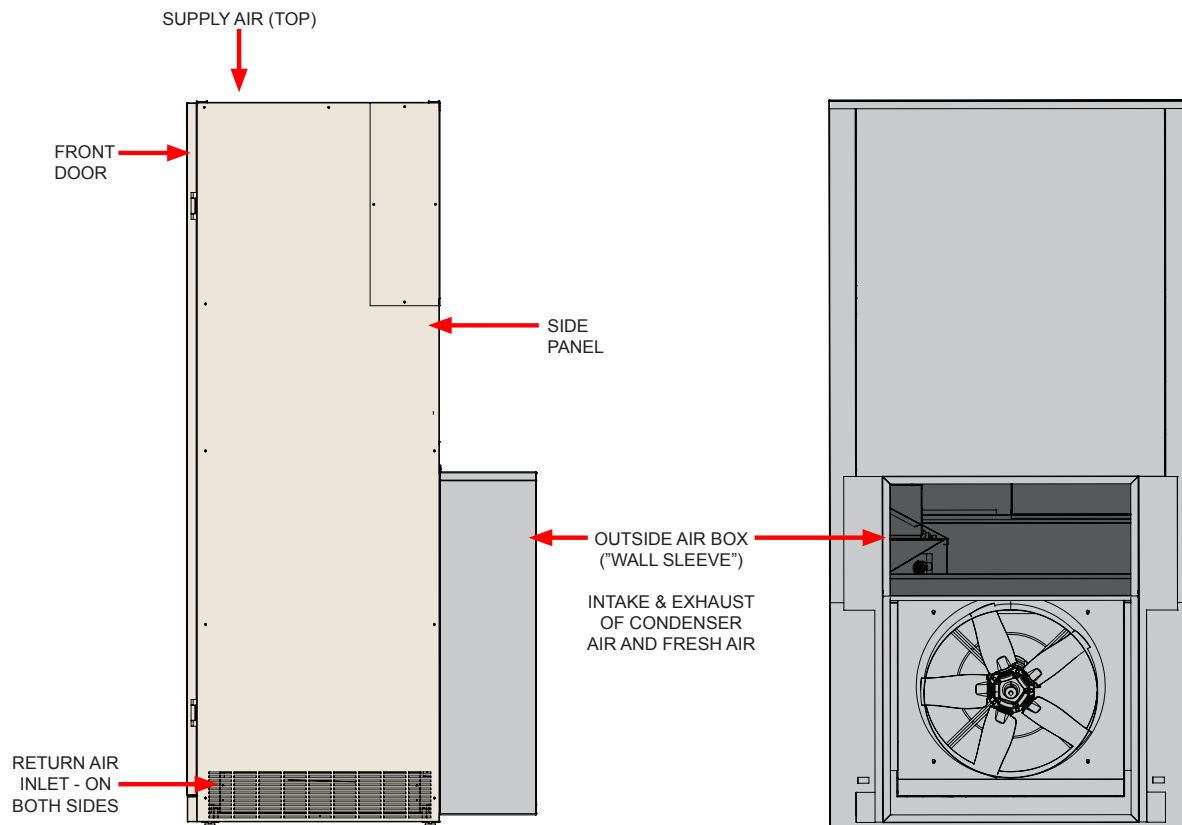 SUPPLY AIR (TOP)
FRONT
DOOR
SIDE
PANEL
OUTSIDE AIR BOX
(”WALL SLEEVE”)
INTAKE & EXHAUST
OF CONDENSER
AIR AND FRESH AIR
RETURN AIR
INLET - ON
BOTH SIDES